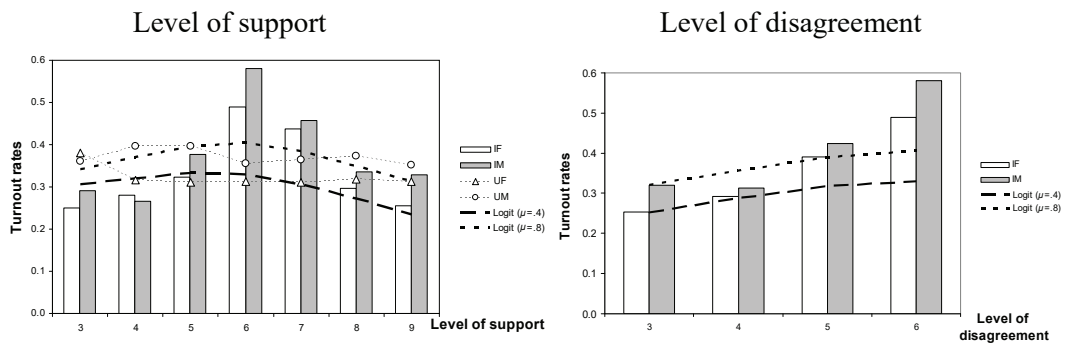 Level of support
Level of disagreement
0.6
0.5
0.4
0.3
0.2
0.1
0.0
Turnout rates
3 4 5 6 7 8 9
Level of support
IF
IM
UF
UM
Logit (μ=.4)
Logit (μ=.8)
0.6
0.5
0.4
0.3
0.2
0.1
0.0
Turnout rates
3 4 5 6
Level of
disagreement
IF
IM
Logit (μ=.4)
Logit (μ=.8)